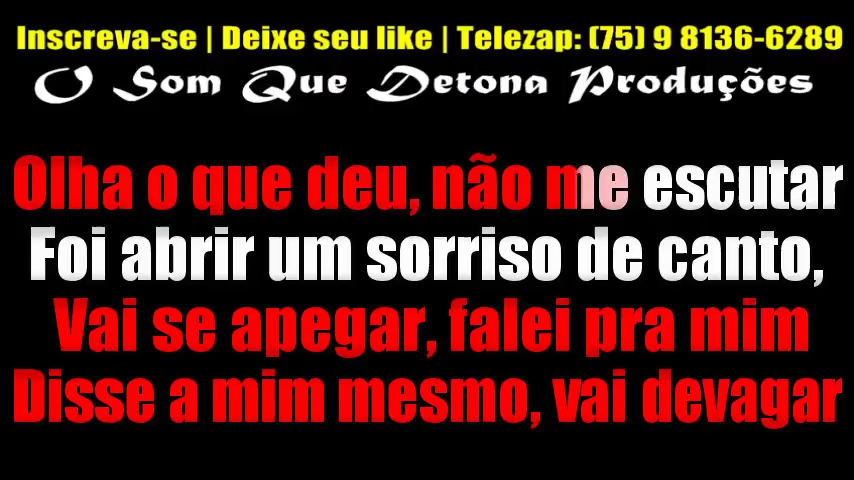 Inscreva-se | Deixe seu like | Telezap: (75) 9 8136-6289
O Som Que Detona Produções
Olha o que deu, não me escutar
Foi abrir um sorriso de canto,
Vai se apegar, falei pra mim
Disse a mim mesmo, vai devagar